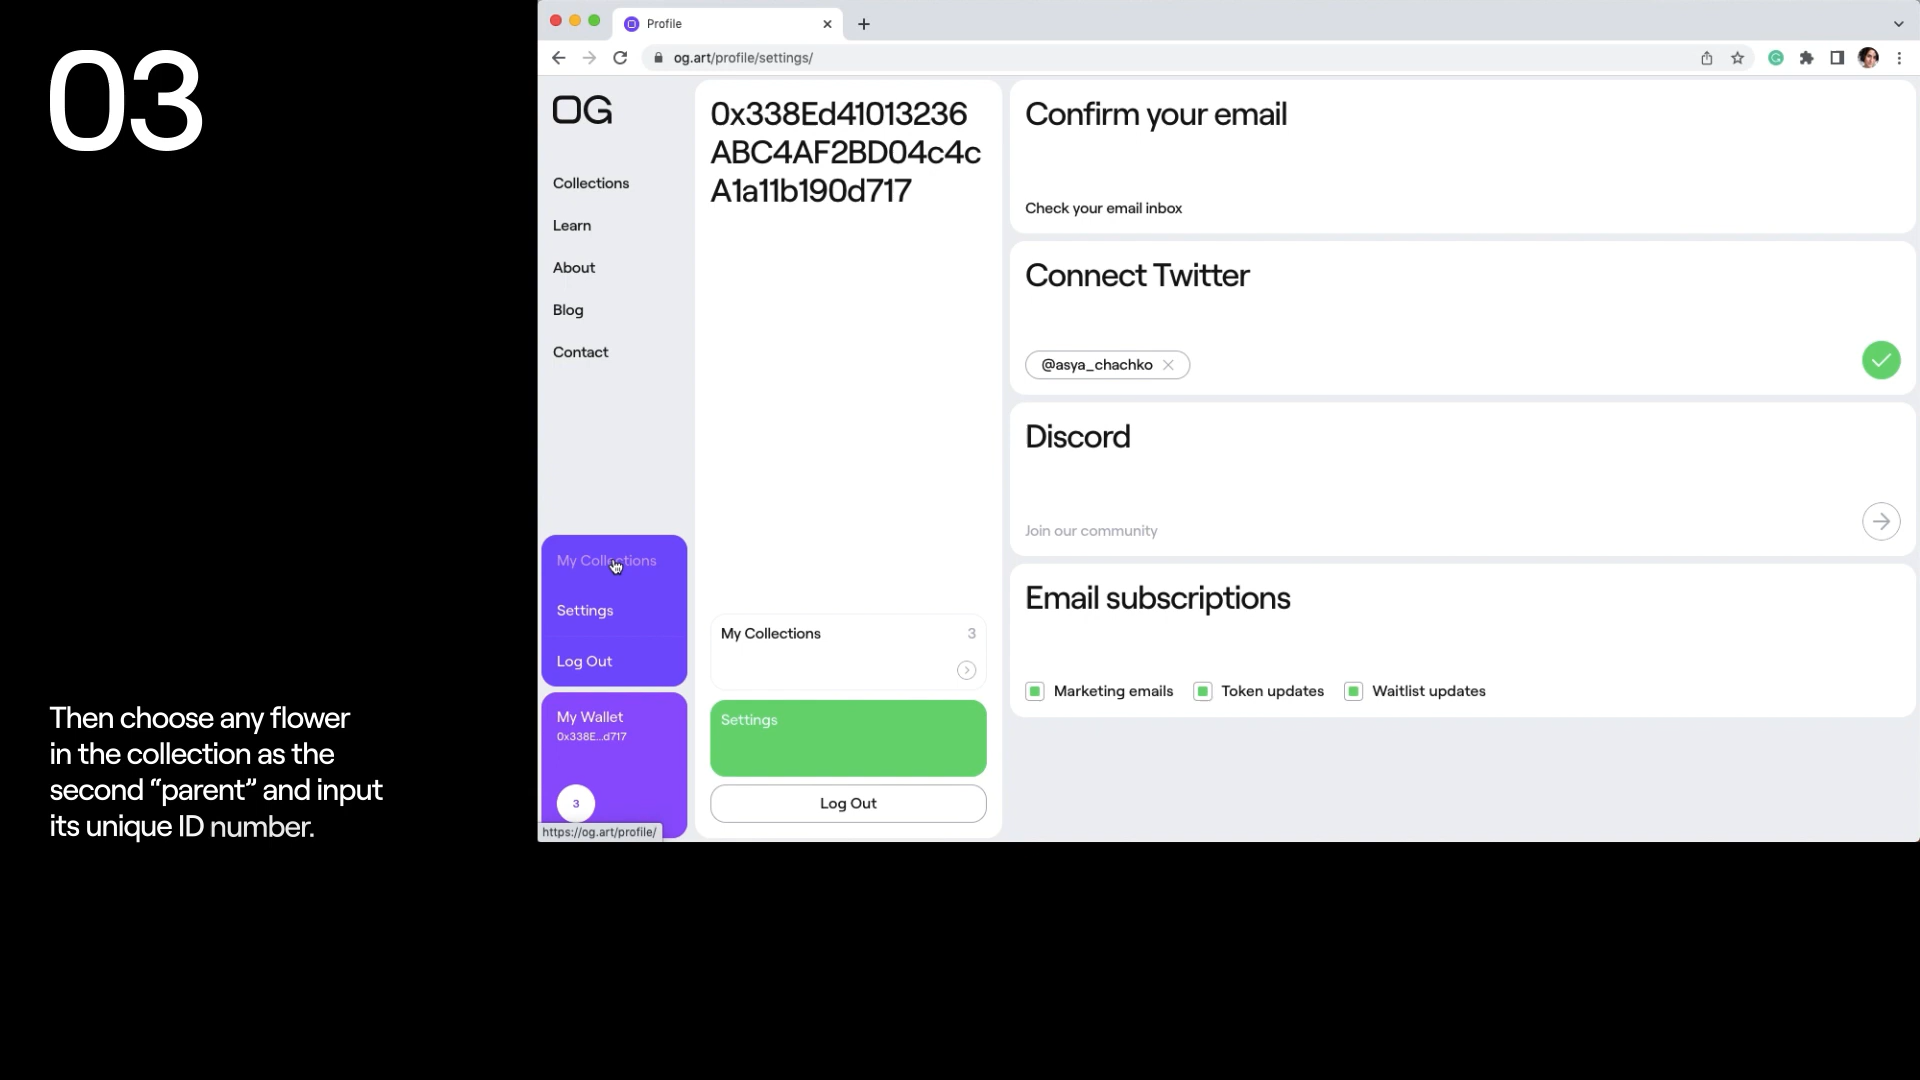 03
Then choose any flower
in the collection as the
second “parent” and input
its unique ID number.
Profile
og.art/profile/settings/
OG
Collections
Learn
About
Blog
Contact
My Collections
Settings
Log Out
My Wallet
0x338E...d717
3
https://og.art/profile/
0x338Ed41013236
ABC4AF2BD04c4c
A1a11b190d717
My Collections 3
Settings
Log Out
Confirm your email
Check your email inbox
Connect Twitter
@asya_chachko
Discord
Join our community
Email subscriptions
Marketing emails Token updates Waitlist updates